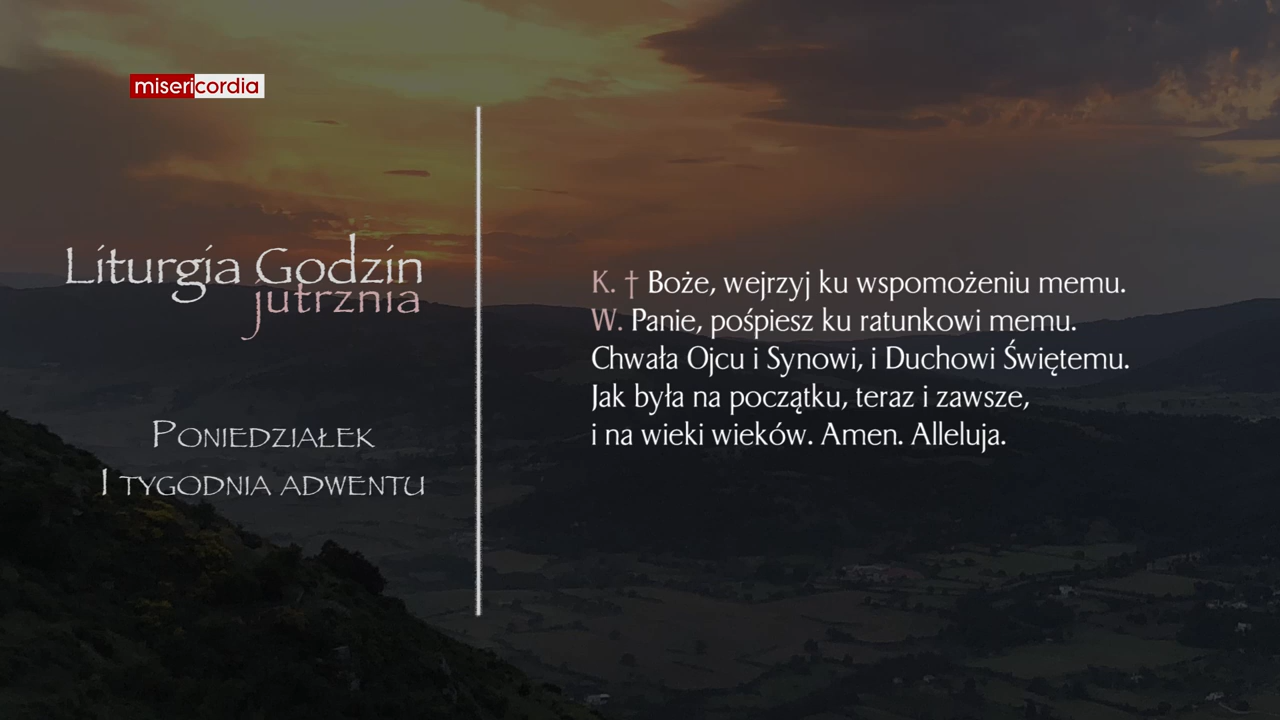 misericordia
Liturgia Godzin
jutrznia
Poniedziałek
I tygodnia adwentu
K. † Boże, wejrzyj ku wspomożeniu memu.
W. Panie, pośpiesz ku ratunkowi memu.
Chwała Ojcu i Synowi, i Duchowi Świętemu.
Jak była na początku, teraz i zawsze,
i na wieki wieków. Amen. Alleluja.